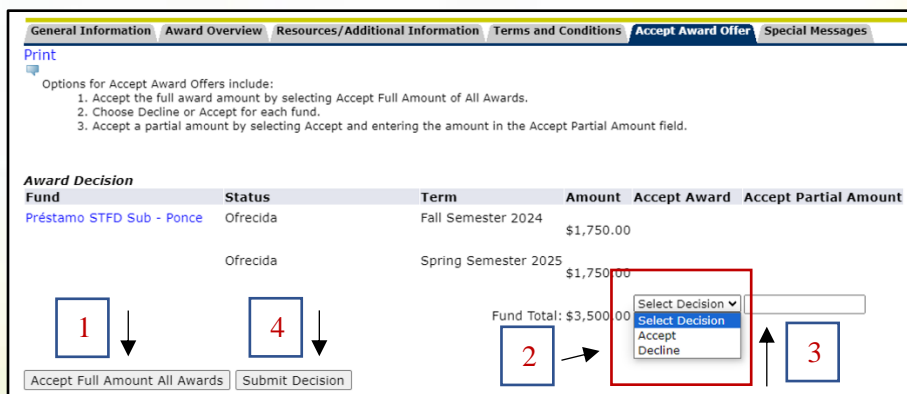 General Information Award Overview Resources/Additional Information Terms and Conditions Accept Award Offer Special Messages
Print
Options for Accept Award Offers include:
1. Accept the full award amount by selecting Accept Full Amount of All Awards.
2. Choose Decline or Accept for each fund.
3. Accept a partial amount by selecting Accept and entering the amount in the Accept Partial Amount field.
Award Decision
Fund Status Term Amount Accept Award Accept Partial Amount
Préstamo STFD Sub - Ponce Ofrecida Fall Semester 2024 $1,750.00
Ofrecida Spring Semester 2025 $1,750.00
Fund Total: $3,500.00 Select Decision
Select Decision
Accept
Decline
1 4 2 3
Accept Full Amount All Awards Submit Decision